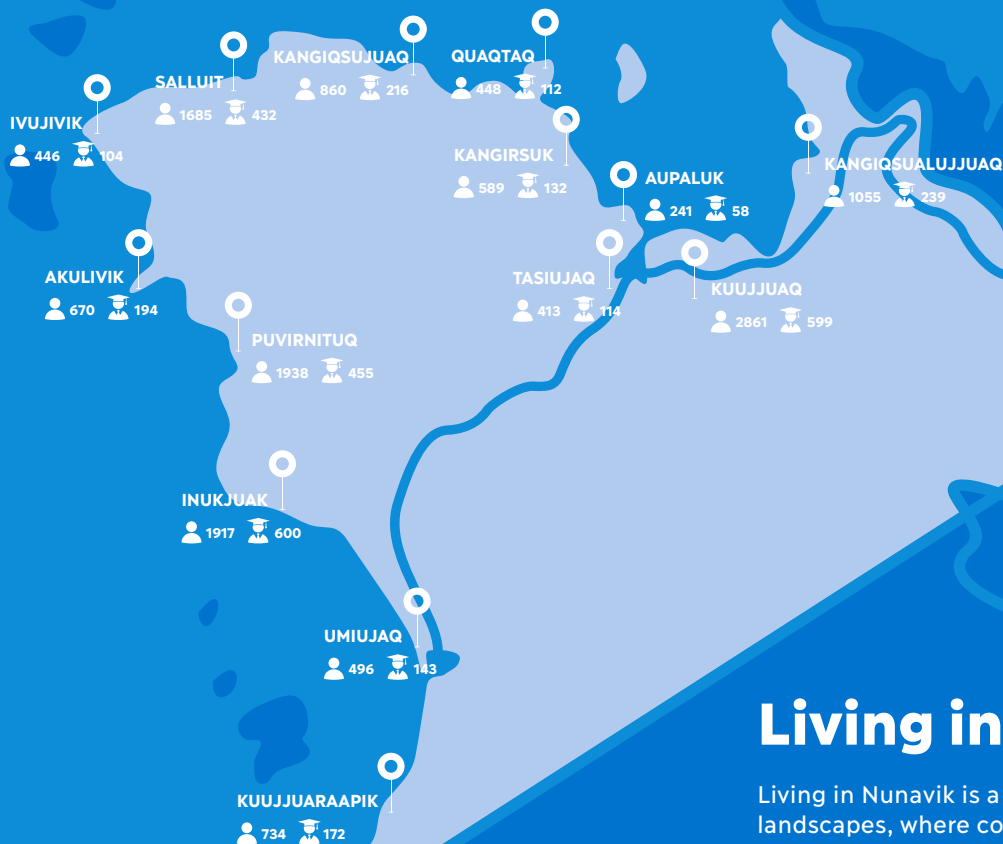 KANGIQSUJUAQ
860 216
QUAQTAQ
448 112
SALLUIT
1685 432
IVUJIVIK
446 104
KANGIRSUK
589 132
KANGIQSUALUJJUAQ
1055 239
AUPALUK
241 58
AKULIVIK
670 194
TASIUJAQ
413 114
KUUJJUAQ
2861 599
PUVIRNITUQ
1938 455
INUKJUAK
1917 600
UMIUJAQ
496 143
KUUJJUARAAPIK
734 172
Living in
Living in Nunavik is a
landscapes, where co